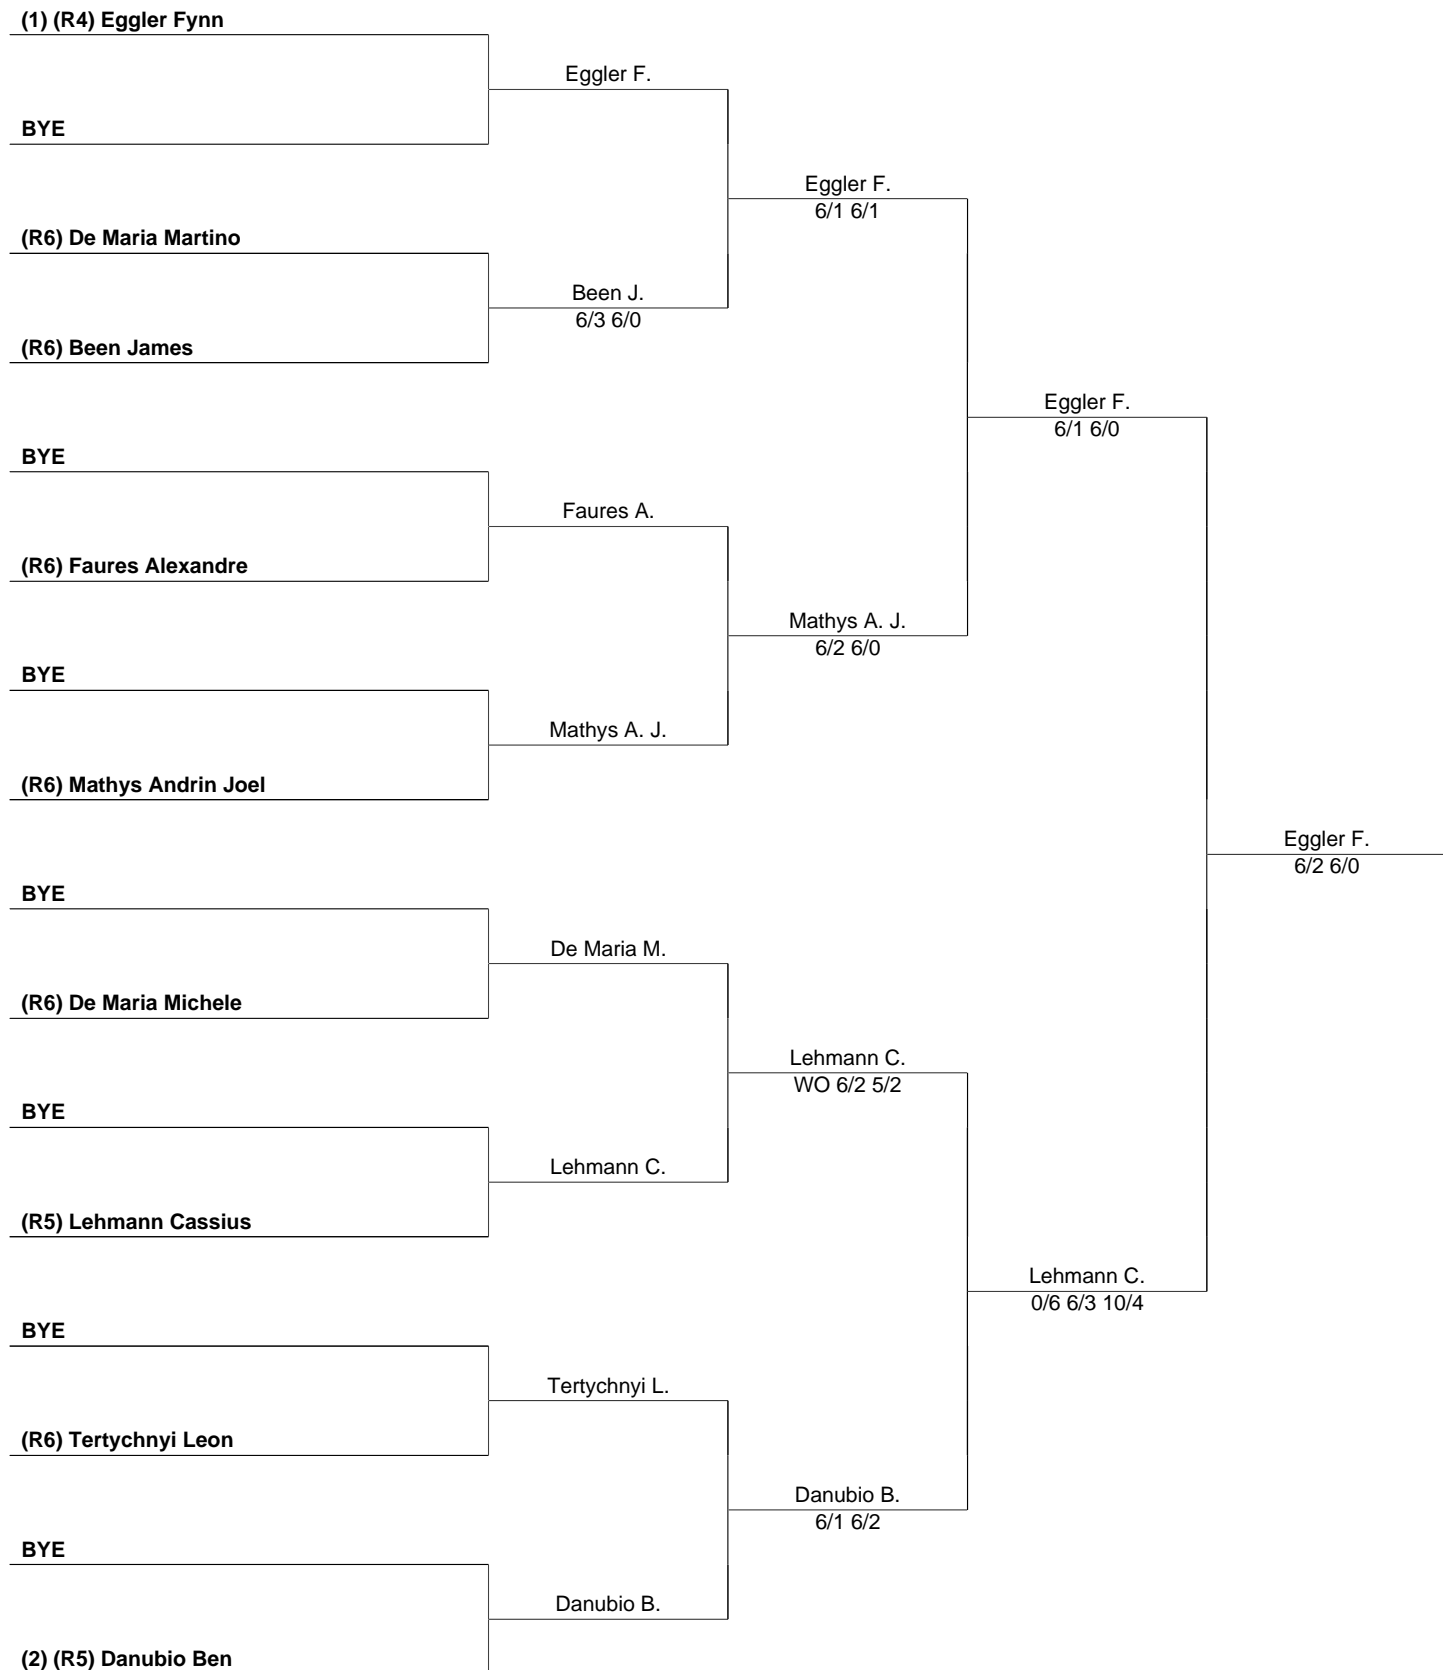 (1) (R4) Eggler Fynn
Eggler F.
BYE
Eggler F.
6/1 6/1
(R6) De Maria Martino
Been J.
6/3 6/0
(R6) Been James
Eggler F.
6/1 6/0
BYE
Faures A.
(R6) Faures Alexandre
Mathys A. J.
6/2 6/0
BYE
Mathys A. J.
(R6) Mathys Andrin Joel
Eggler F.
6/2 6/0
BYE
De Maria M.
(R6) De Maria Michele
Lehmann C.
WO 6/2 5/2
BYE
Lehmann C.
(R5) Lehmann Cassius
Lehmann C.
0/6 6/3 10/4
BYE
Tertychnyi L.
(R6) Tertychnyi Leon
Danubio B.
6/1 6/2
BYE
Danubio B.
(2) (R5) Danubio Ben